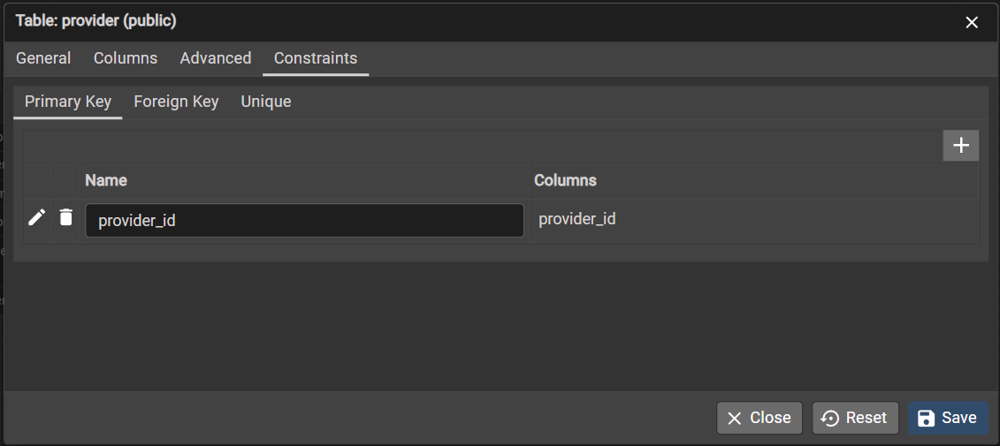 Table: provider (public)
General Columns Advanced Constraints
Primary Key Foreign Key Unique
Name Columns
provider_id provider_id
Close Reset Save